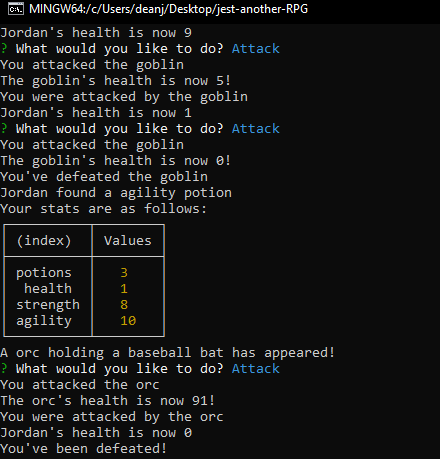 MINGW64:/c/Users/deanj/Desktop/jest-another-RPG
Jordan's health is now 9
? What would you like to do? Attack
You attacked the goblin
The goblin's health is now 5!
You were attacked by the goblin
Jordan's health is now 1
? What would you like to do? Attack
You attacked the goblin
The goblin's health is now 0!
You've defeated the goblin
Jordan found a agility potion
Your stats are as follows:
(index) Values
potions 3
health 1
strength 8
agility 10
A orc holding a baseball bat has appeared!
? What would you like to do? Attack
You attacked the orc
The orc's health is now 91!
You were attacked by the orc
Jordan's health is now 0
You've been defeated!